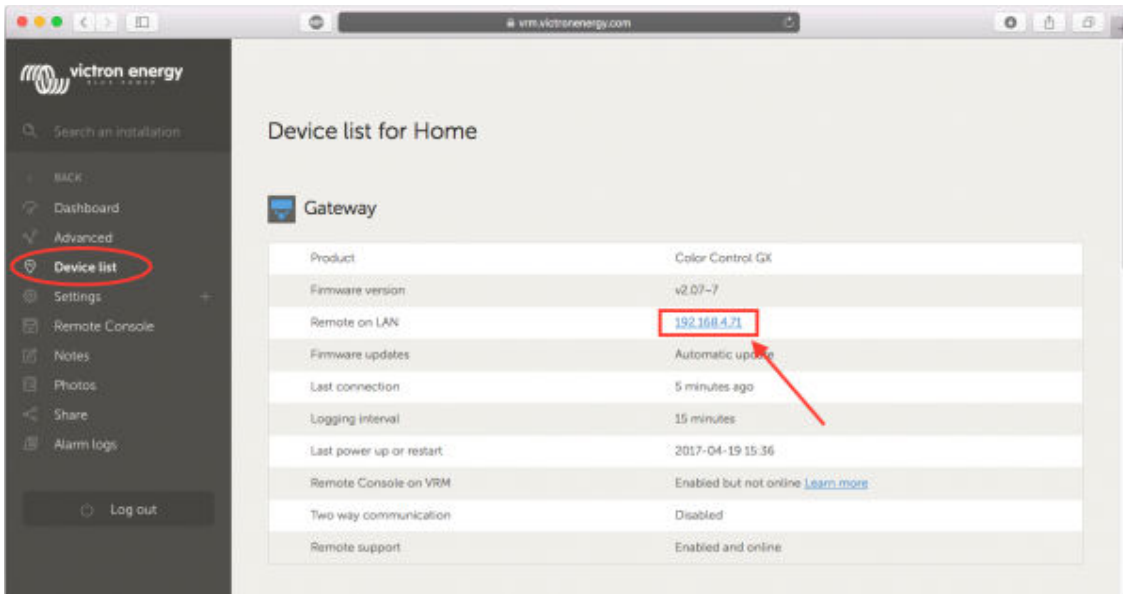 vrm.victronenergy.com
victron energy
BLUE POWER
Search an installation
BACK
Dashboard
Advanced
Device list
Settings
Remote Console
Notes
Photos
Share
Alarm logs
Log out
Device list for Home
Gateway
Product Color Control GX
Firmware version v2.07-7
Remote on LAN 192.168.4.71
Firmware updates Automatic update
Last connection 5 minutes ago
Logging interval 15 minutes
Last power up or restart 2017-04-19 15:36
Remote Console on VRM Enabled but not online Learn more
Two way communication Disabled
Remote support Enabled and online